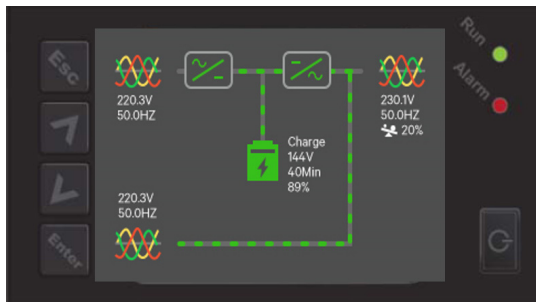 Esc
Enter
Run
Alarm
220.3V
50.0HZ
230.1V
50.0HZ
20%
Charge
144V
40Min
89%
220.3V
50.0HZ